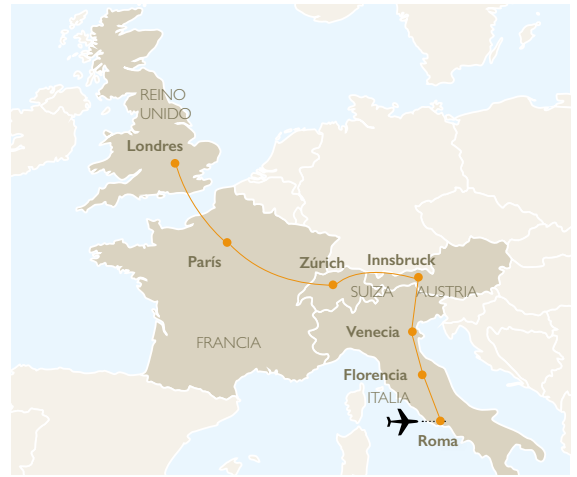 REINO
UNIDO
Londres
París
Zúrich
Innsbruck
SUIZA
AUSTRIA
Venecia
FRANCIA
Florencia
ITALIA
Roma